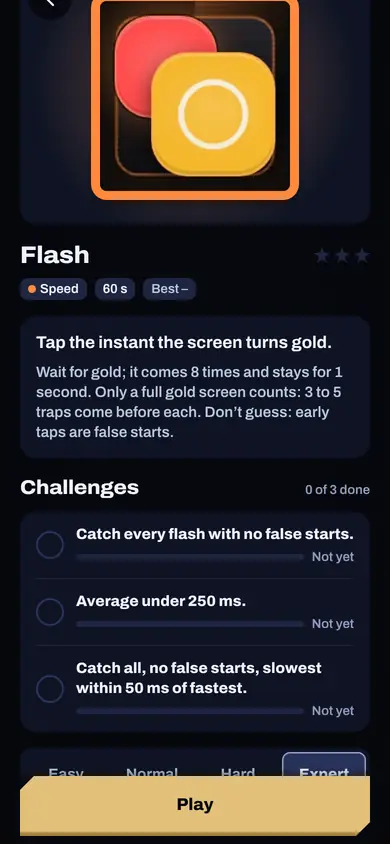 Flash
Speed
60 s
Best –
Tap the instant the screen turns gold.
Wait for gold; it comes 8 times and stays for 1
second. Only a full gold screen counts: 3 to 5
traps come before each. Don’t guess: early
taps are false starts.
Challenges
0 of 3 done
Catch every flash with no false starts.
Not yet
Average under 250 ms.
Not yet
Catch all, no false starts, slowest
within 50 ms of fastest.
Not yet
Easy
Normal
Hard
Expert
Play